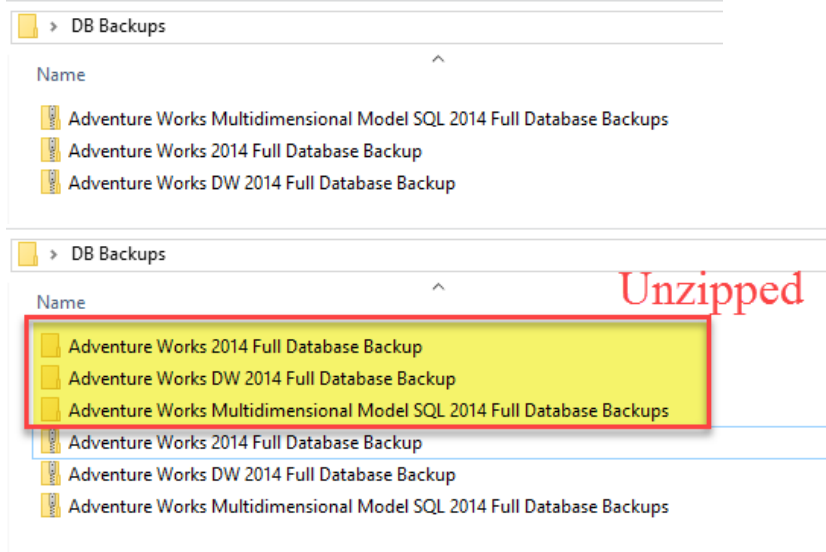 DB Backups
Name
Adventure Works Multidimensional Model SQL 2014 Full Database Backups
Adventure Works 2014 Full Database Backup
Adventure Works DW 2014 Full Database Backup
DB Backups
Unzipped
Name
Adventure Works 2014 Full Database Backup
Adventure Works DW 2014 Full Database Backup
Adventure Works Multidimensional Model SQL 2014 Full Database Backups
Adventure Works 2014 Full Database Backup
Adventure Works DW 2014 Full Database Backup
Adventure Works Multidimensional Model SQL 2014 Full Database Backups